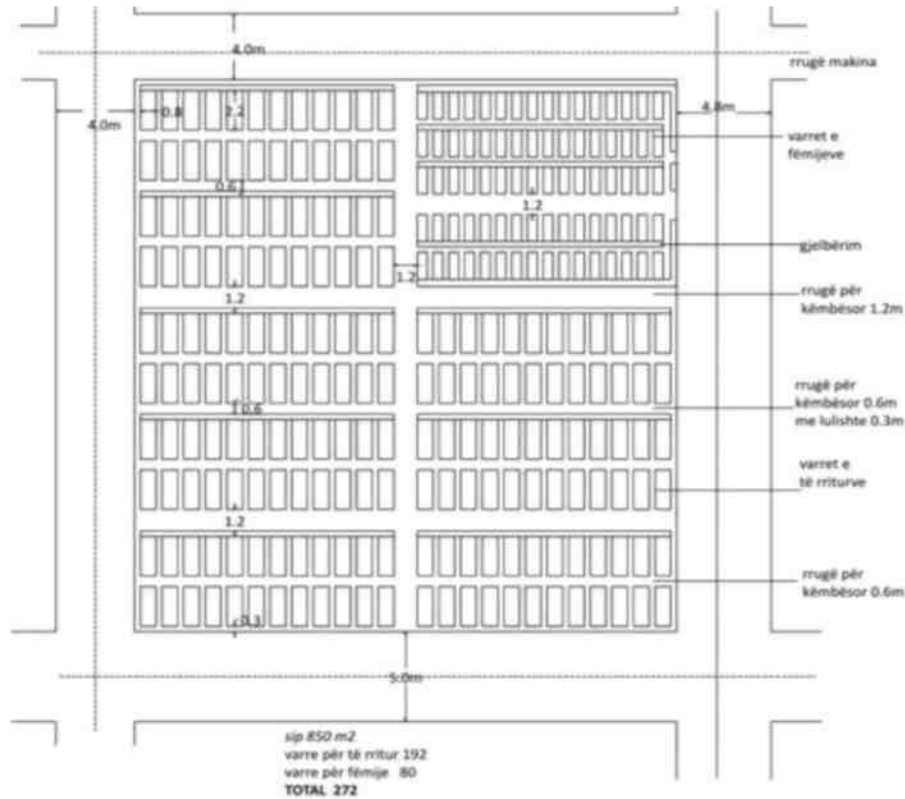 4.0m
rrugë makina
4.0m
0.8
2.2
4.8m
varret e
fëmijeve
0.6
1.2
gjelbërim
1.2
1.2
rrugë për
këmbësor 1.2m
rrugë për
këmbësor 0.6m
me lulishte 0.3m
0.6
varret e
të rriturve
1.2
rrugë për
këmbësor 0.6m
0.3
5.0m
sip 850 m2
varre për të rritur 192
varre për fëmije 80
TOTAL 272